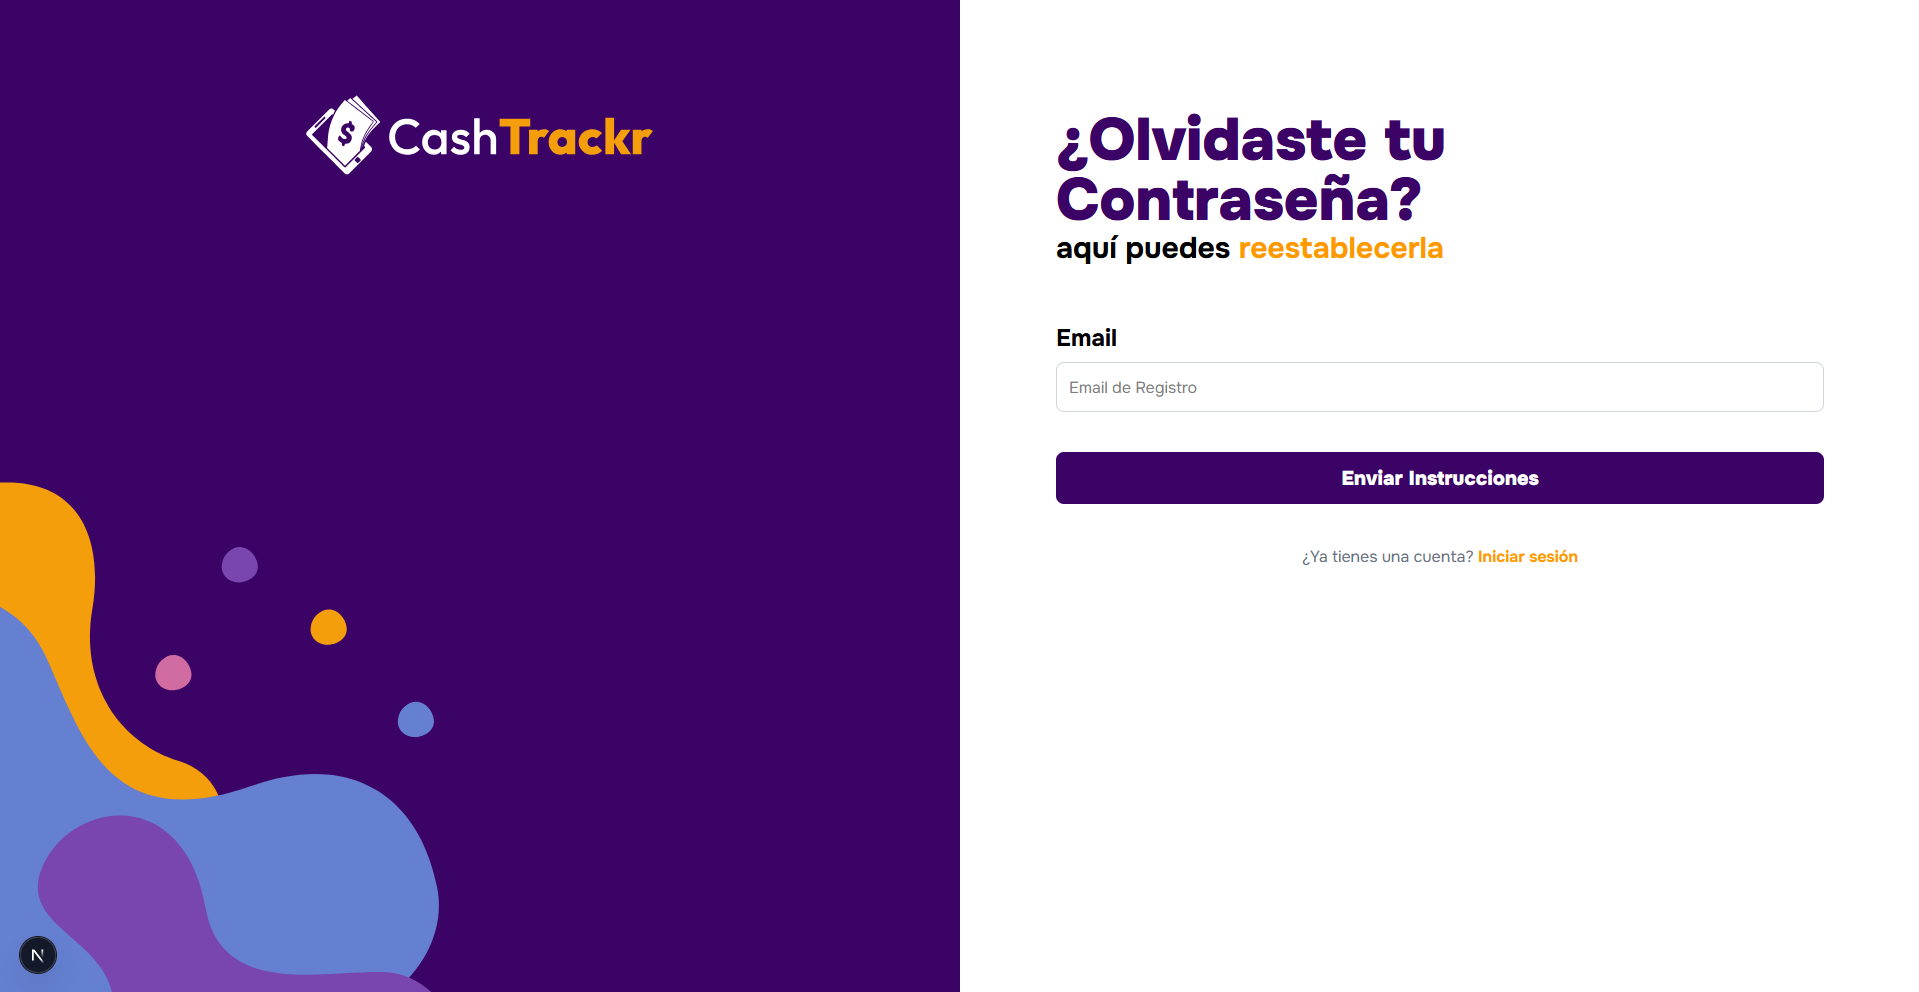 $
CashTrackr
¿Olvidaste tu
Contraseña?
aquí puedes reestablecerla
Email
Email de Registro
Enviar Instrucciones
¿Ya tienes una cuenta? Iniciar sesión
N